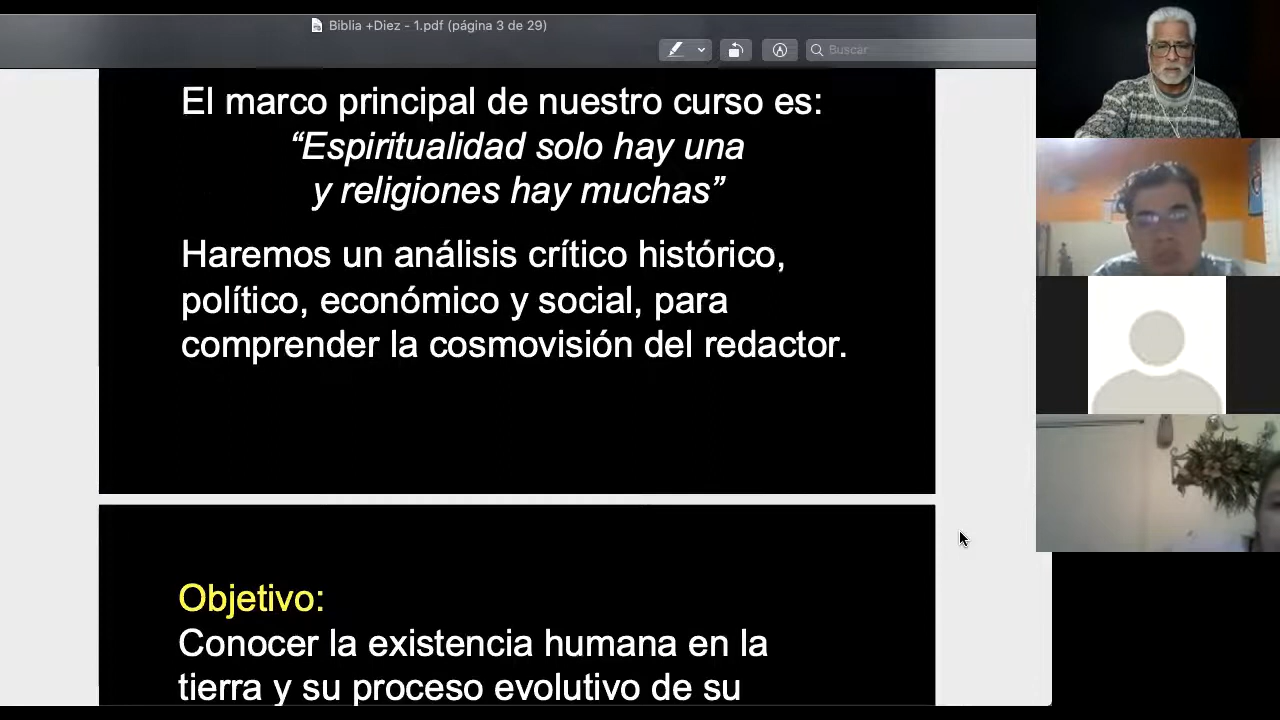 Biblia +Diez - 1.pdf (página 3 de 29)
Buscar
El marco principal de nuestro curso es:
“Espiritualidad solo hay una
y religiones hay muchas”
Haremos un análisis crítico histórico,
político, económico y social, para
comprender la cosmovisión del redactor.
Objetivo:
Conocer la existencia humana en la
tierra y su proceso evolutivo de su